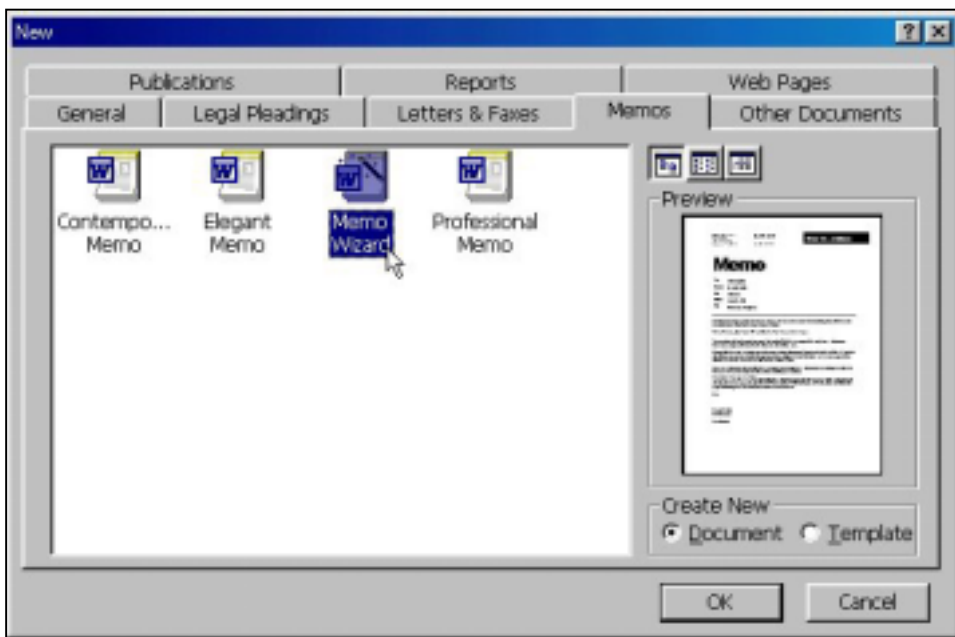 New
Publications Reports Web Pages
General Legal Pleadings Letters & Faxes Memos Other Documents
Contempo... Elegant Memo Professional
Memo Memo Wizard Memo
Preview
Memo
Create New
Document Template
OK Cancel